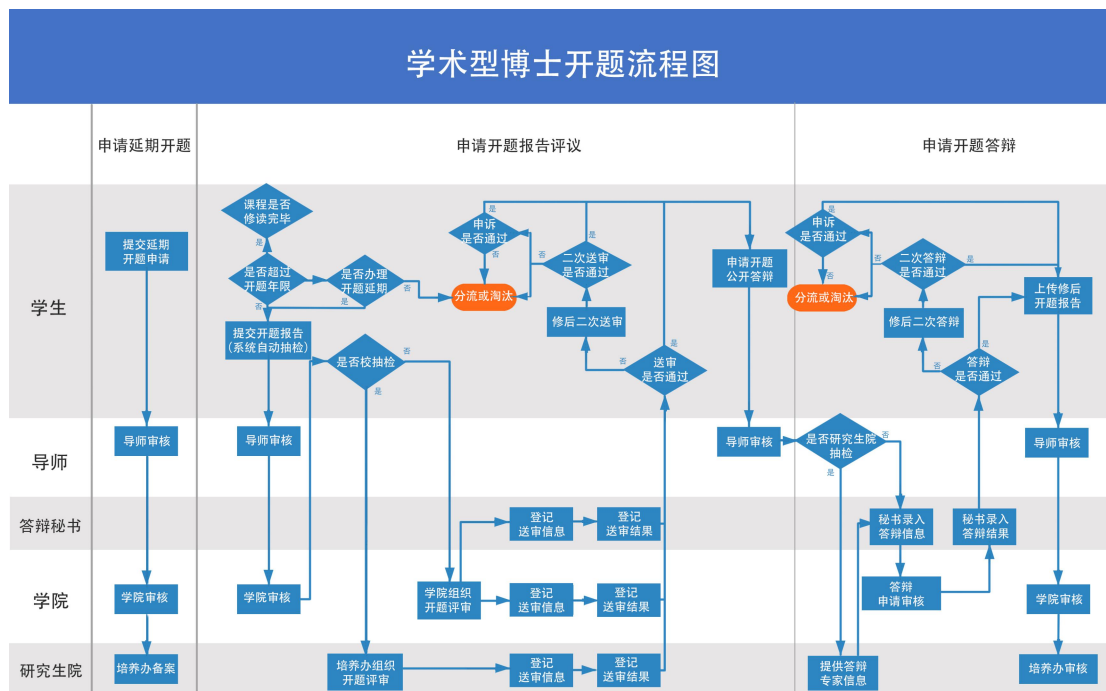 学术型博士开题流程图
申请延期开题
申请开题报告评议
申请开题答辩
学生
导师
答辩秘书
学院
研究生院
提交延期
开题申请
导师审核
学院审核
培养办备案
课程是否
修读完毕
是
是否超过
开题年限
否
是否办理
开题延期
是
否
提交开题报告
（系统自动抽检）
导师审核
学院审核
是否校抽检
否
是
申诉
是否通过
是
否
分流或淘汰
二次送审
是否通过
是
否
修后二次送审
送审
是否通过
是
否
学院组织
开题评审
培养办组织
开题评审
登记
送审信息
登记
送审结果
登记
送审信息
登记
送审结果
登记
送审信息
登记
送审结果
申请开题
公开答辩
导师审核
是否研究生院
抽检
否
是
提供答辩
专家信息
秘书录入
答辩信息
答辩
申请审核
秘书录入
答辩结果
答辩
是否通过
是
否
修后二次答辩
二次答辩
是否通过
是
否
申诉
是否通过
是
否
分流或淘汰
上传修后
开题报告
导师审核
学院审核
培养办审核